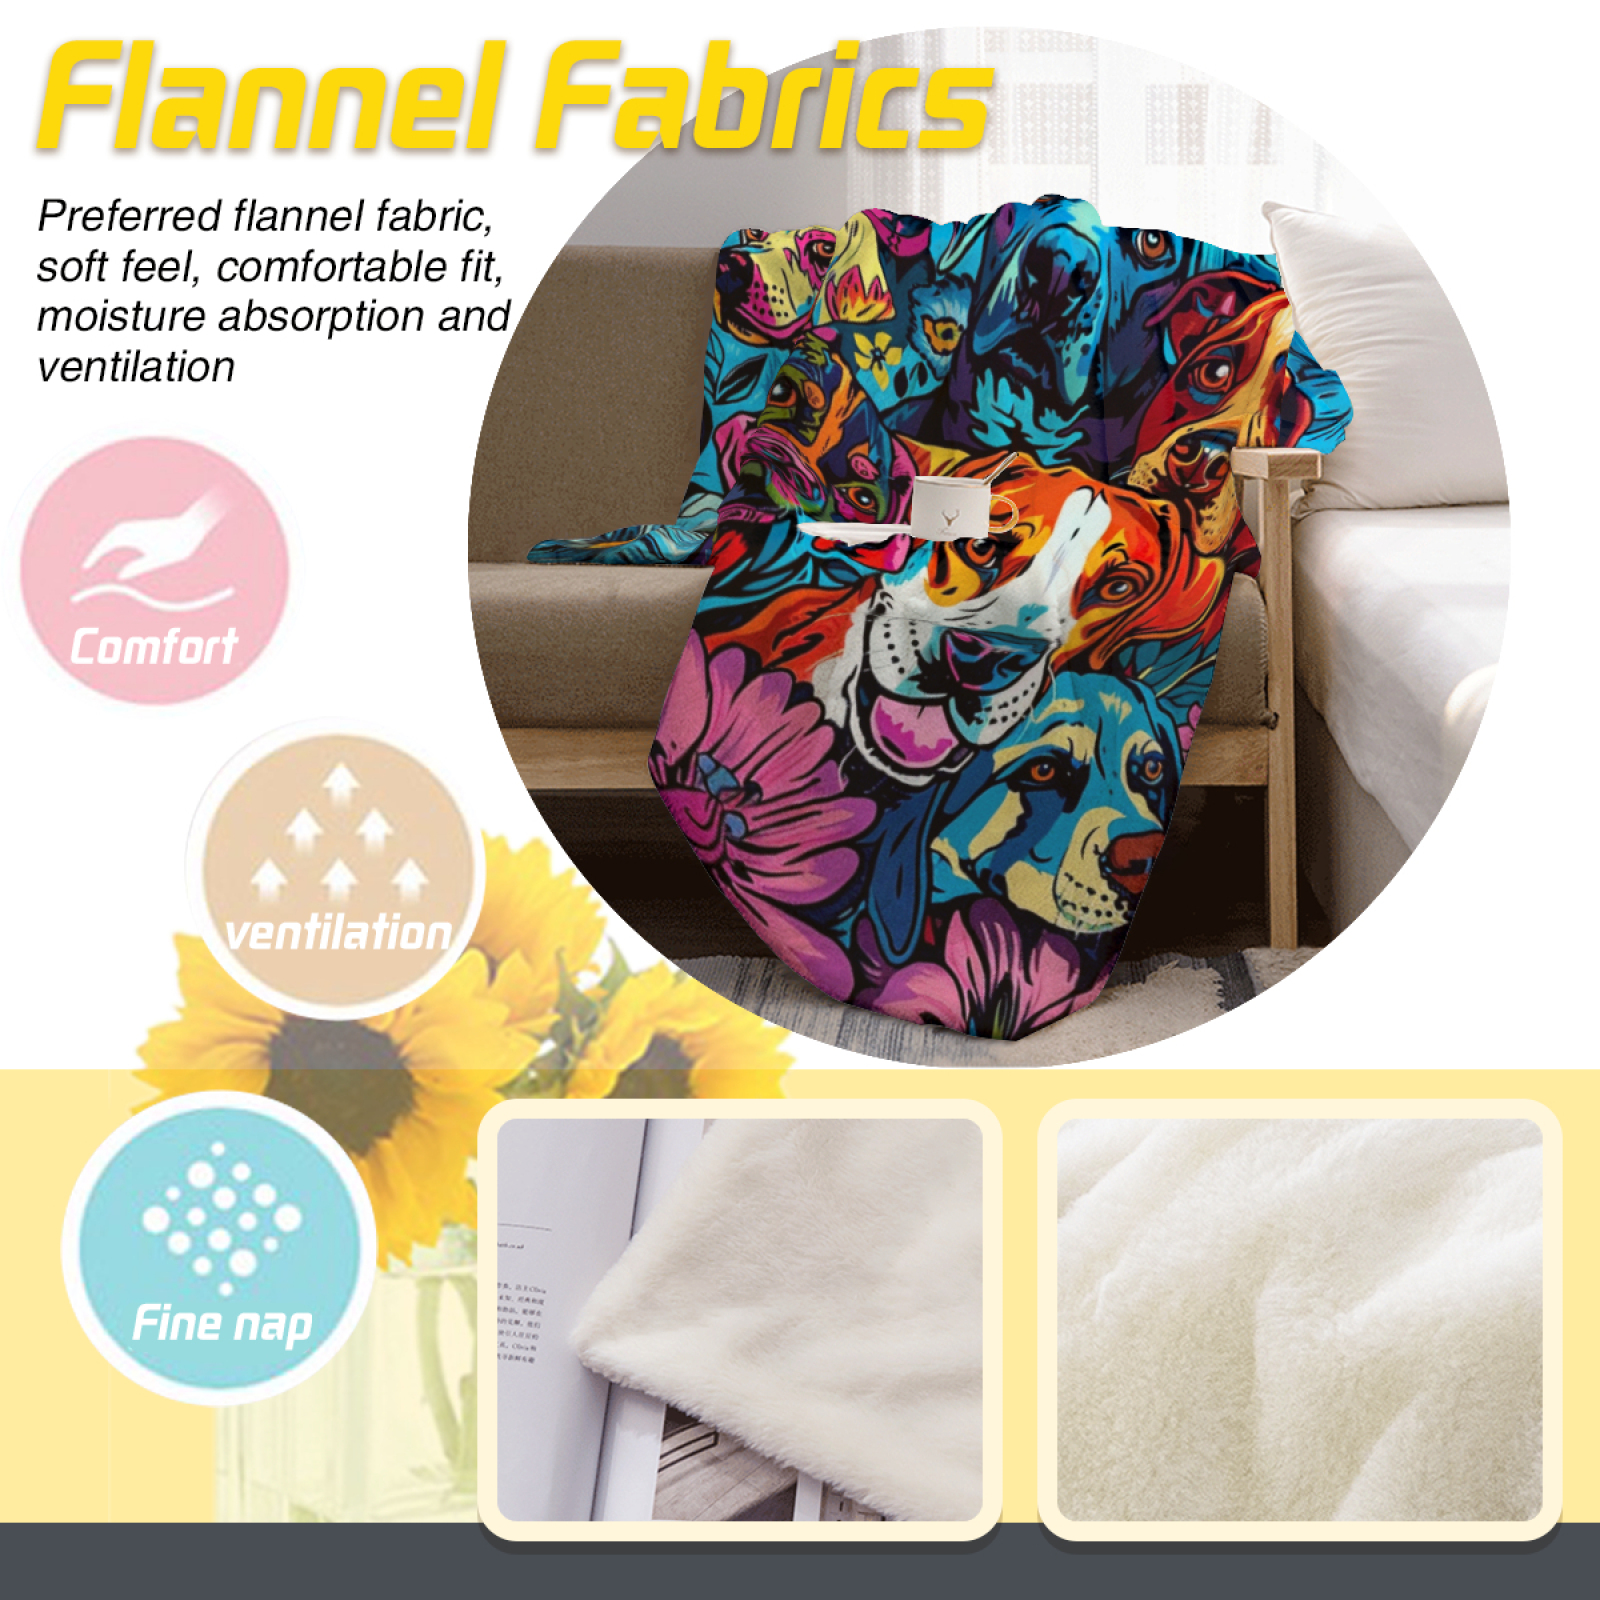 Flannel Fabrics
Preferred flannel fabric,
soft feel, comfortable fit,
moisture absorption and
ventilation
Comfort
ventilation
Fine nap